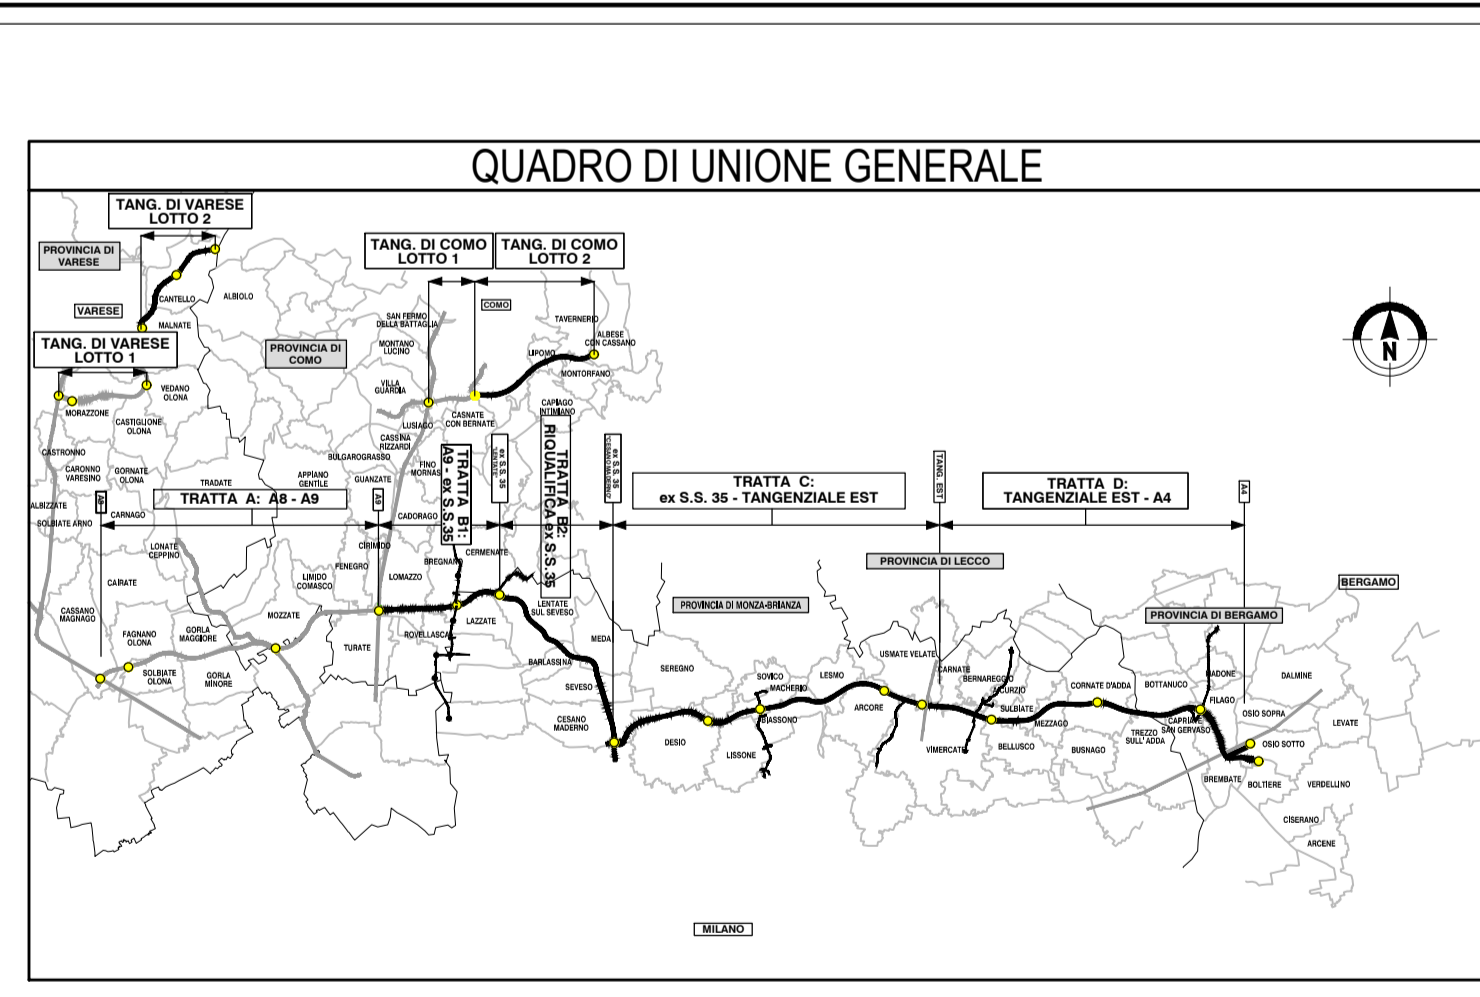 QUADRO DI UNIONE GENERALE
TANG. DI VARESE
LOTTO 2
PROVINCIA DI
VARESE
CANTELLO
ALBIOLO
VARESE
MALNATE
TANG. DI VARESE
LOTTO 1
VEDANO
OLONA
MORAZZONE
CASTIGLIONE
OLONA
PROVINCIA DI
COMO
TANG. DI COMO
LOTTO 1
TANG. DI COMO
LOTTO 2
COMO
SAN FERMO
DELLA BATTAGLIA
MONTANO
LUCINO
TAVERNERIO
ALBESE
CON CASSANO
LIPOMO
MONTORFANO
VILLA
GUARDIA
LUSIAGO
CASNATE
CON BERNATE
CAPIAGO
INTIMIANO
CASSINA
RIZZARDI
BULGAROGRASSO
FINO
MORNAS
CASTRONNO
CARONNO
VARESINO
GORNATE
OLONA
TRADATE
APPIANO
GENTILE
GUANZATE
ALBIZZATE
SOLBIATE ARNO
CARNAGO
A8
TRATTA A: A8 - A9
A9
CADORAGO
TRATTA B1:
A9 - ex S.S.35
ex S.S. 35
"LENTATE"
TRATTA B2:
RIQUALIFICA ex S.S.35
ex S.S. 35
"CESANO MADERNO"
TRATTA C:
ex S.S. 35 - TANGENZIALE EST
TANG. EST
TRATTA D:
TANGENZIALE EST - A4
A4
N
LONATE
CEPPINO
CIRIMIDO
FENEGRO
LIMIDO
COMASCO
LOMAZZO
BREGNANO
CERMENATE
CAIRATE
CASSANO
MAGNAGO
MOZZATE
FAGNANO
OLONA
GORLA
MAGGIORE
SOLBIATE
OLONA
GORLA
MINORE
TURATE
ROVELLASCA
LAZZATE
LENTATE
SUL SEVESO
BARLASSINA
MEDA
SEVESO
CESANO
MADERNO
PROVINCIA DI MONZA-BRIANZA
PROVINCIA DI LECCO
PROVINCIA DI BERGAMO
BERGAMO
SEREGNO
DESIO
LISSONE
SOVICO
MACHERIO
BIASSONO
LESMO
ARCORE
USMATE VELATE
CARNATE
BERNAREGGIO
AICURZIO
SULBIATE
VIMERCATE
BELLUSCO
MEZZAGO
BUSNAGO
CORNATE D'ADDA
TREZZO
SULL' ADDA
BOTTANUCO
CAPRIATE
SAN GERVASO
MADONE
FILAGO
DALMINE
OSIO SOPRA
LEVATE
OSIO SOTTO
BREMBATE
BOLTIERE
VERDELLINO
CISERANO
ARCENE
MILANO